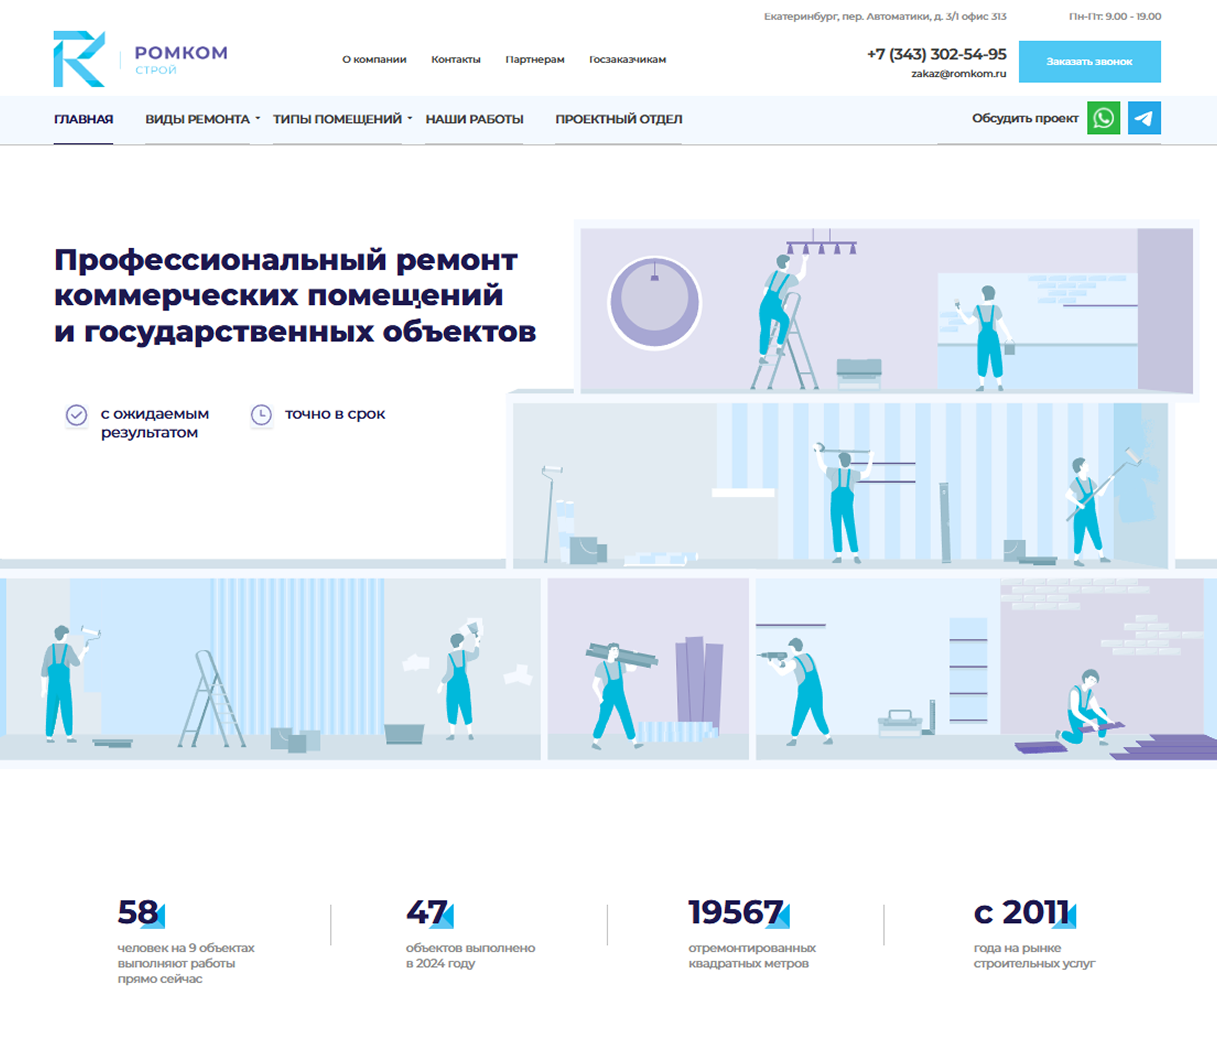 Екатеринбург, пер. Автоматики, д. 3/1 офис 313
Пн-Пт: 9.00 - 19.00
РОМКОМ
СТРОЙ
О компании
Контакты
Партнерам
Госзаказчикам
+7 (343) 302-54-95
zakaz@romkom.ru
Заказать звонок
ГЛАВНАЯ
ВИДЫ РЕМОНТА
ТИПЫ ПОМЕЩЕНИЙ
НАШИ РАБОТЫ
ПРОЕКТНЫЙ ОТДЕЛ
Обсудить проект
Профессиональный ремонт
коммерческих помещений
и государственных объектов
с ожидаемым
результатом
точно в срок
58
человек на 9 объектах
выполняют работы
прямо сейчас
47
объектов выполнено
в 2024 году
19567
отремонтированных
квадратных метров
с 2011
года на рынке
строительных услуг